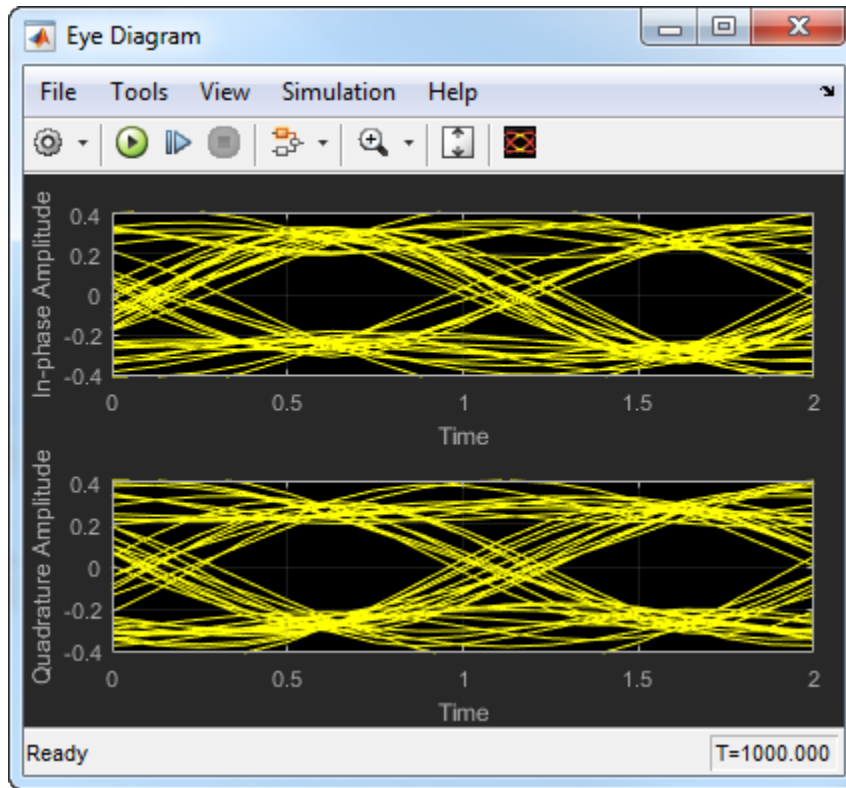 Eye Diagram
File Tools View Simulation Help
In-phase Amplitude
0.4
0.2
0
-0.2
-0.4
0 0.5 1 1.5 2
Time
Quadrature Amplitude
0.4
0.2
0
-0.2
-0.4
0 0.5 1 1.5 2
Time
Ready T=1000.000